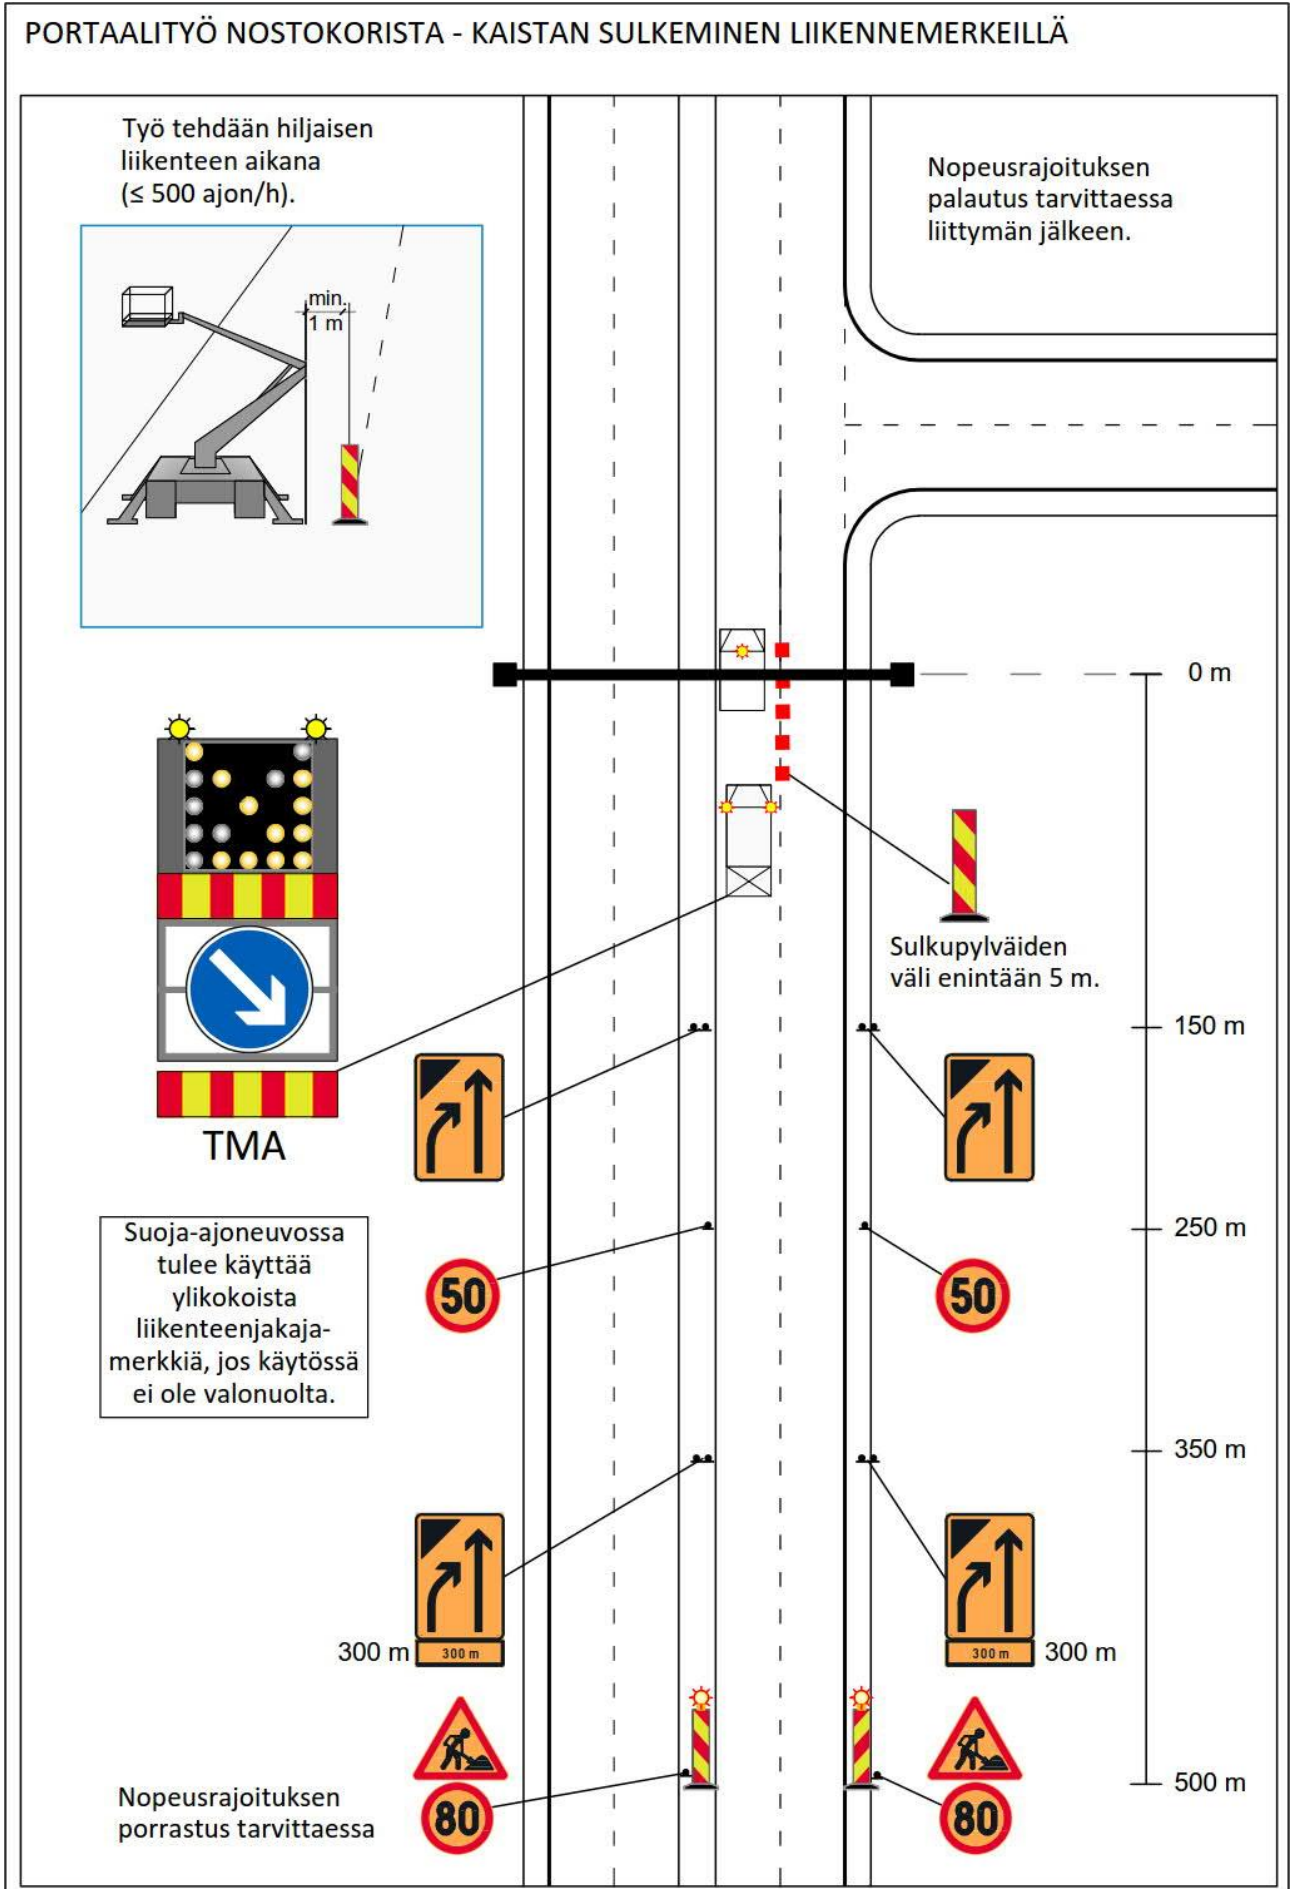 PORTAALITYÖ NOSTOKORISTA - KAISTAN SULKEMINEN LIIKENNEMERKEILLÄ
Työ tehdään hiljaisen
liikenteen aikana
(≤ 500 ajon/h).
min.
1 m
Nopeusrajoituksen
palautus tarvittaessa
liittymän jälkeen.
0 m
Sulkupylväiden
väli enintään 5 m.
150 m
TMA
250 m
Suoja-ajoneuvossa
tulee käyttää
ylikokoista
liikenteenjakaja-
merkkiä, jos käytössä
ei ole valonuolta.
50
50
350 m
300 m
300 m
300 m
300 m
500 m
Nopeusrajoituksen
porrastus tarvittaessa
80
80